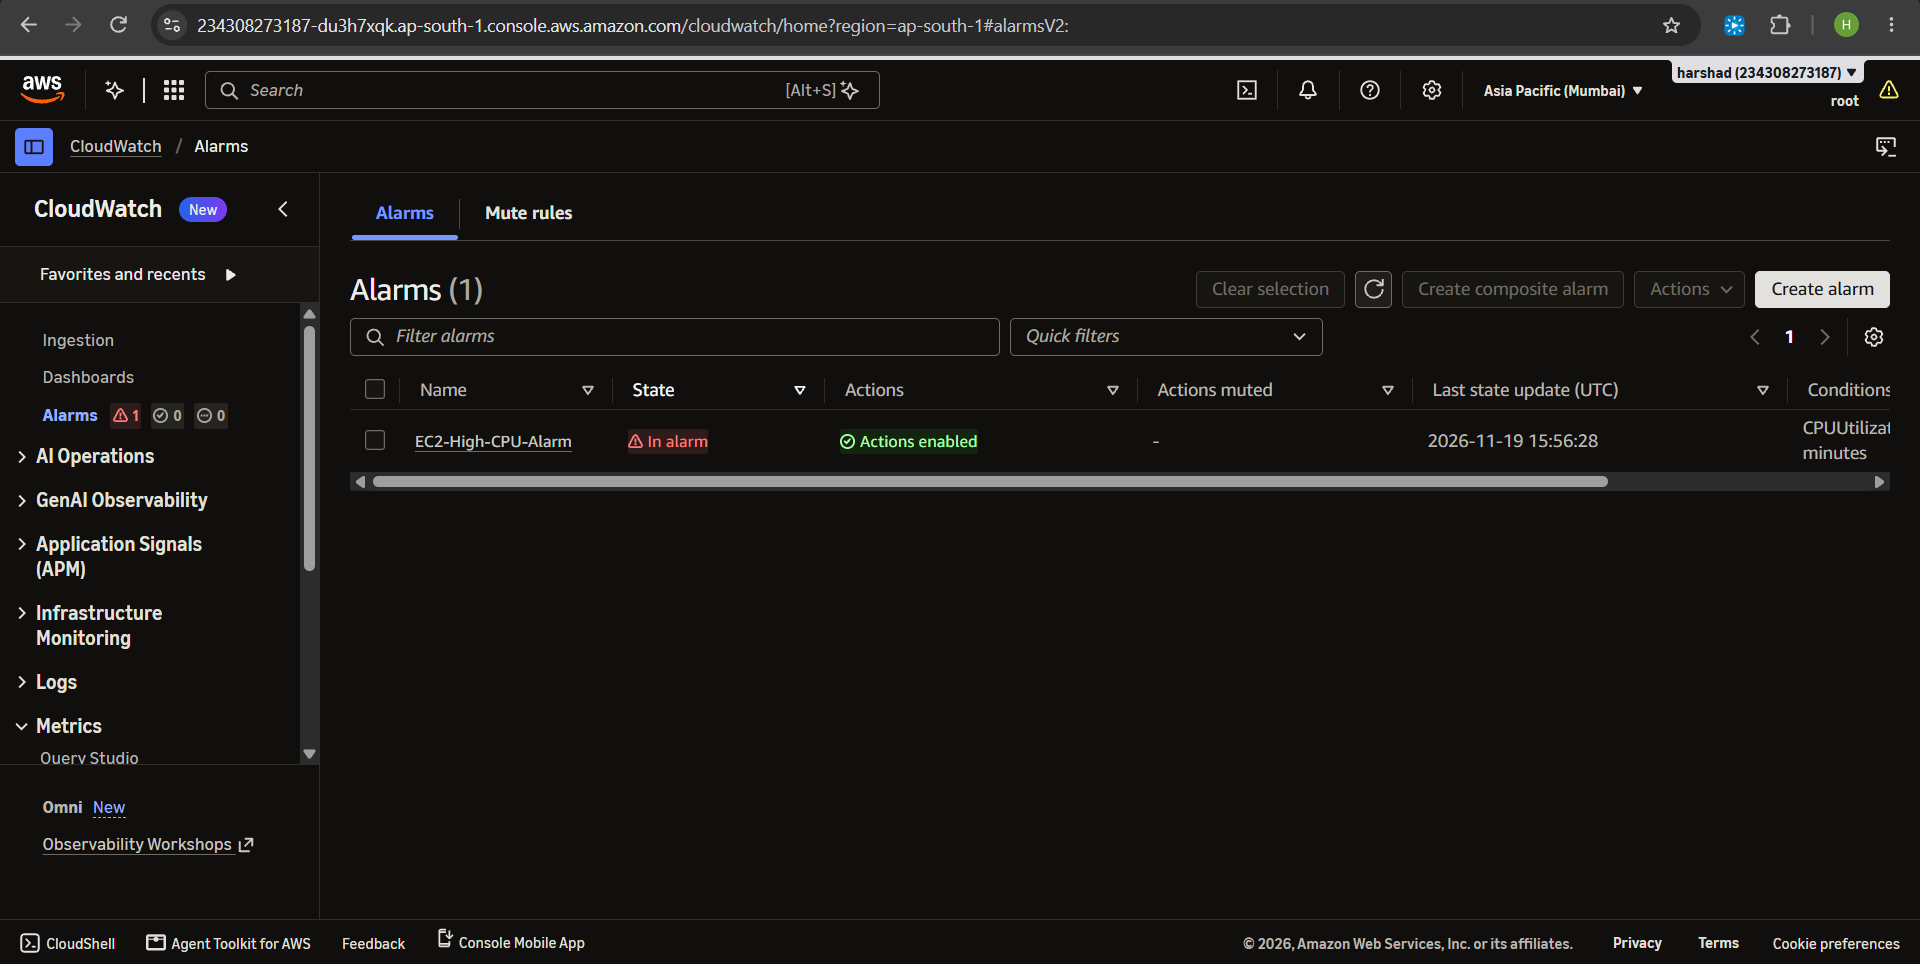 234308273187-du3h7xqk.ap-south-1.console.aws.amazon.com/cloudwatch/home?region=ap-south-1#alarmsV2:
H
aws
Search
[Alt+S]
Asia Pacific (Mumbai)
harshad (234308273187)
root
CloudWatch / Alarms
CloudWatch New
Favorites and recents
Ingestion
Dashboards
Alarms 1 0 0
AI Operations
GenAI Observability
Application Signals
(APM)
Infrastructure
Monitoring
Logs
Metrics
Query Studio
Omni New
Observability Workshops
Alarms
Mute rules
Alarms (1)
Clear selection
Create composite alarm
Actions
Create alarm
Filter alarms
Quick filters
1
Name State Actions Actions muted Last state update (UTC) Conditions
EC2-High-CPU-Alarm In alarm Actions enabled - 2026-11-19 15:56:28 CPUUtilizat
minutes
CloudShell Agent Toolkit for AWS Feedback Console Mobile App © 2026, Amazon Web Services, Inc. or its affiliates. Privacy Terms Cookie preferences